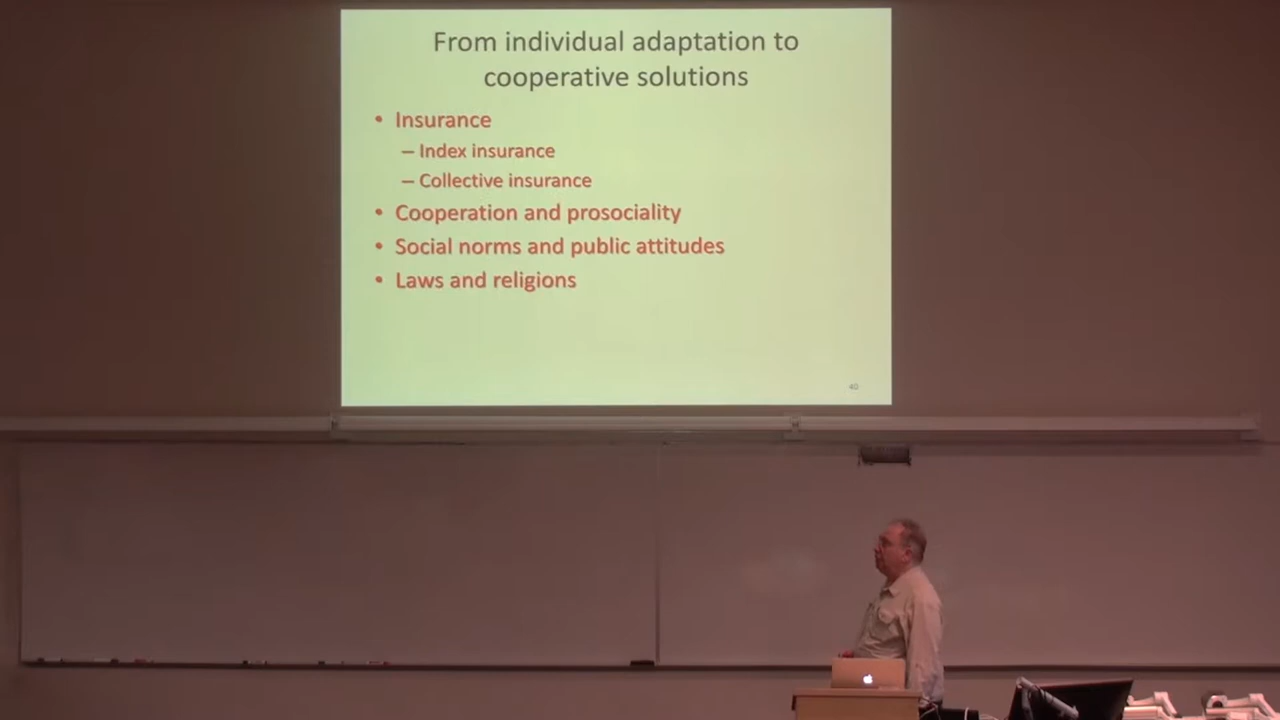 From individual adaptation to
cooperative solutions
• Insurance
– Index insurance
– Collective insurance
• Cooperation and prosociality
• Social norms and public attitudes
• Laws and religions
40